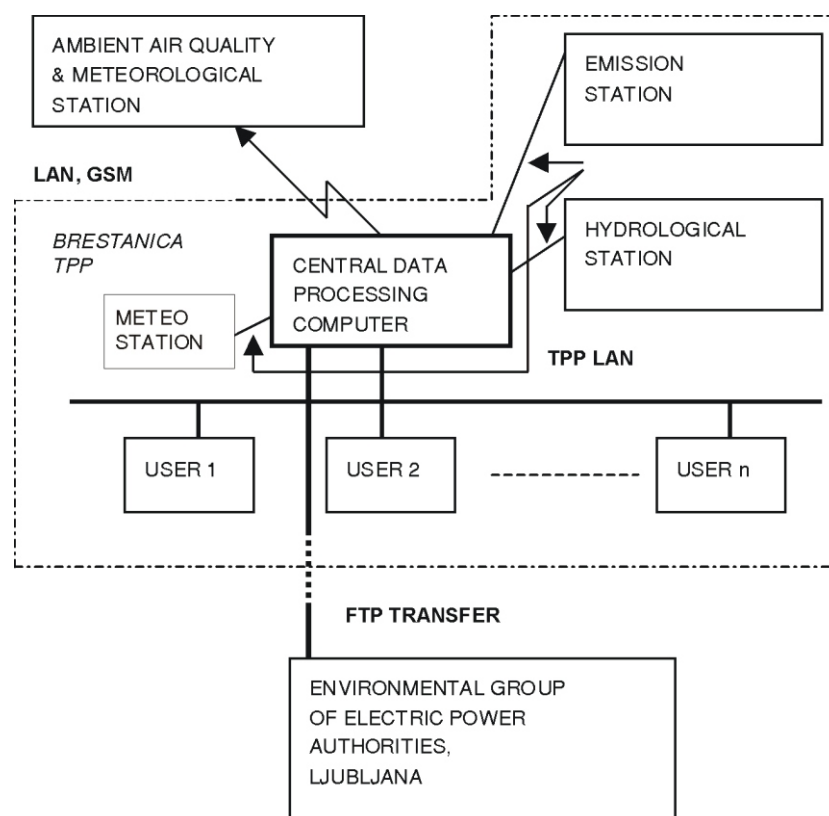 AMBIENT AIR QUALITY
& METEOROLOGICAL
STATION
EMISSION
STATION
LAN, GSM
HYDROLOGICAL
STATION
BRESTANICA
TPP
CENTRAL DATA
PROCESSING
COMPUTER
METEO
STATION
TPP LAN
USER 1
USER 2
USER n
FTP TRANSFER
ENVIRONMENTAL GROUP
OF ELECTRIC POWER
AUTHORITIES,
LJUBLJANA